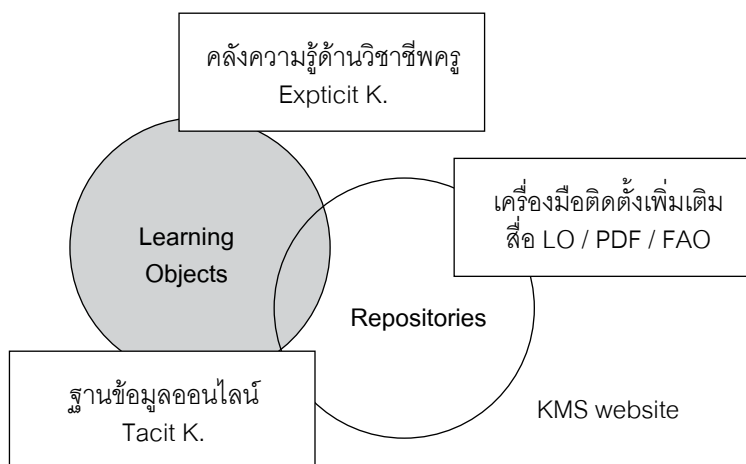 คลังความรู้ด้านวิชาชีพครู
Expticit K.
เครื่องมือติดตั้งเพิ่มเติม
สื่อ LO / PDF / FAO
Learning
Objects
Repositories
ฐานข้อมูลออนไลน์
Tacit K.
KMS website